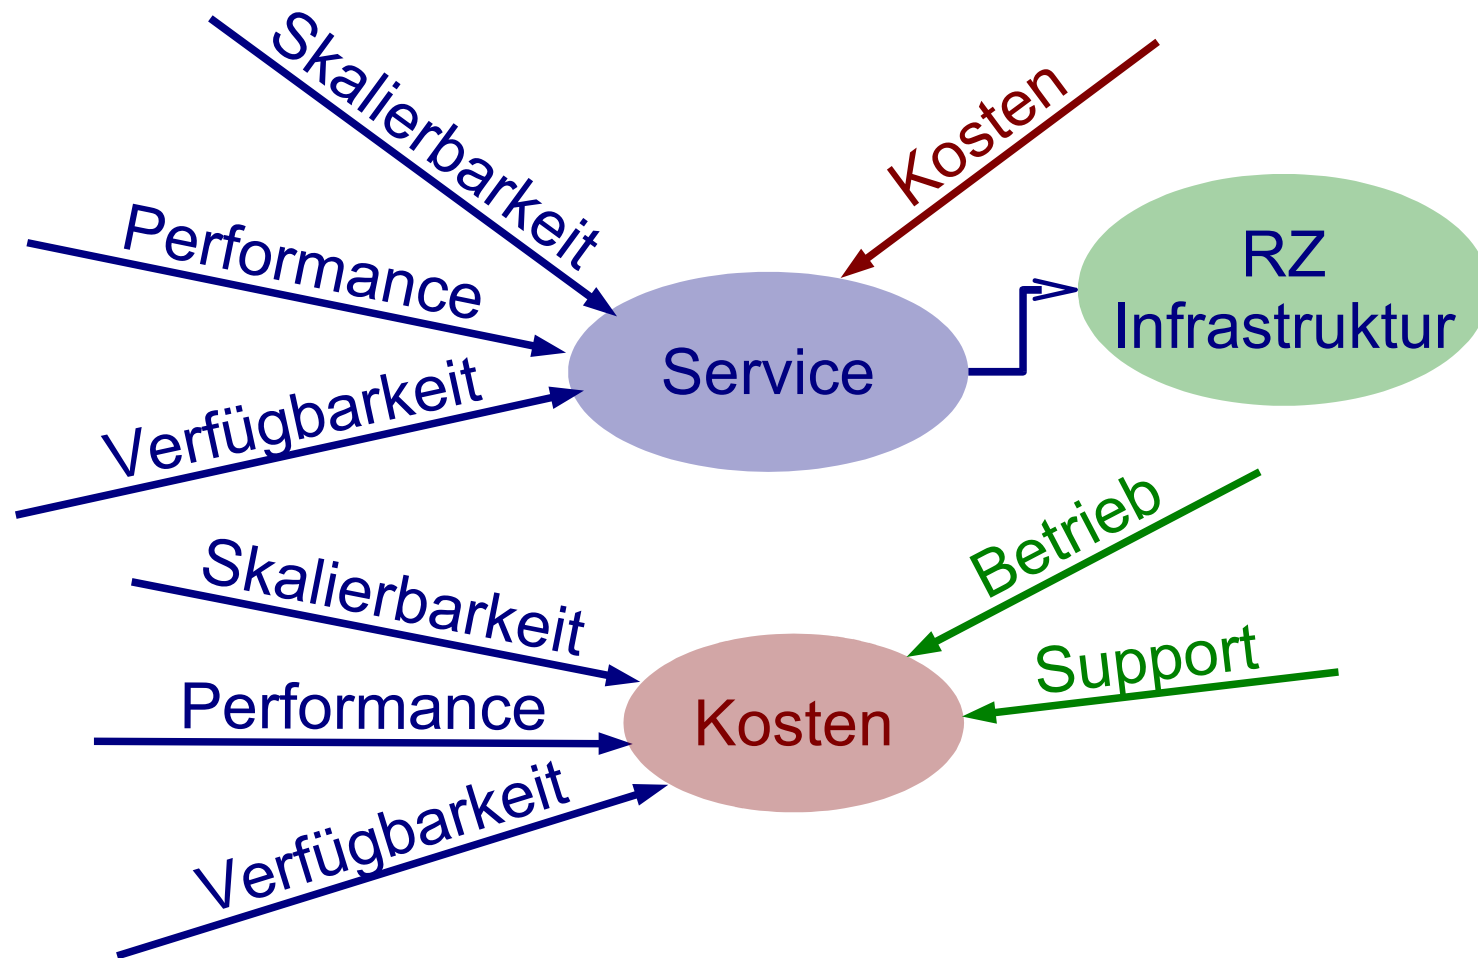 Skalierbarkeit
Kosten
Performance
RZ
Infrastruktur
Service
Verfügbarkeit
Betrieb
Skalierbarkeit
Support
Performance
Kosten
Verfügbarkeit